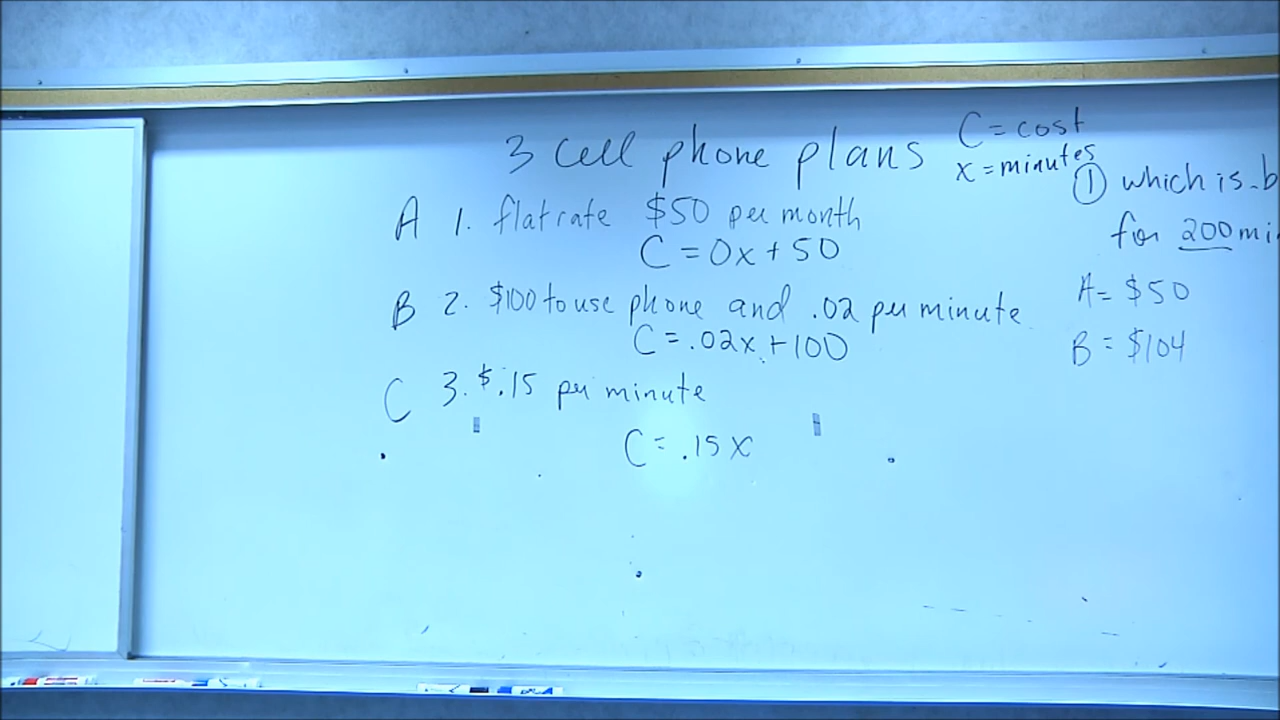 3 cell phone plans
C = cost
x = minutes
A 1. flat rate $50 per month
C = 0x + 50
B 2. $100 to use phone and .02 per minute
C = .02x + 100
C 3. $.15 per minute
C = .15x
① which is b
for 200 mi
A = $50
B = $104